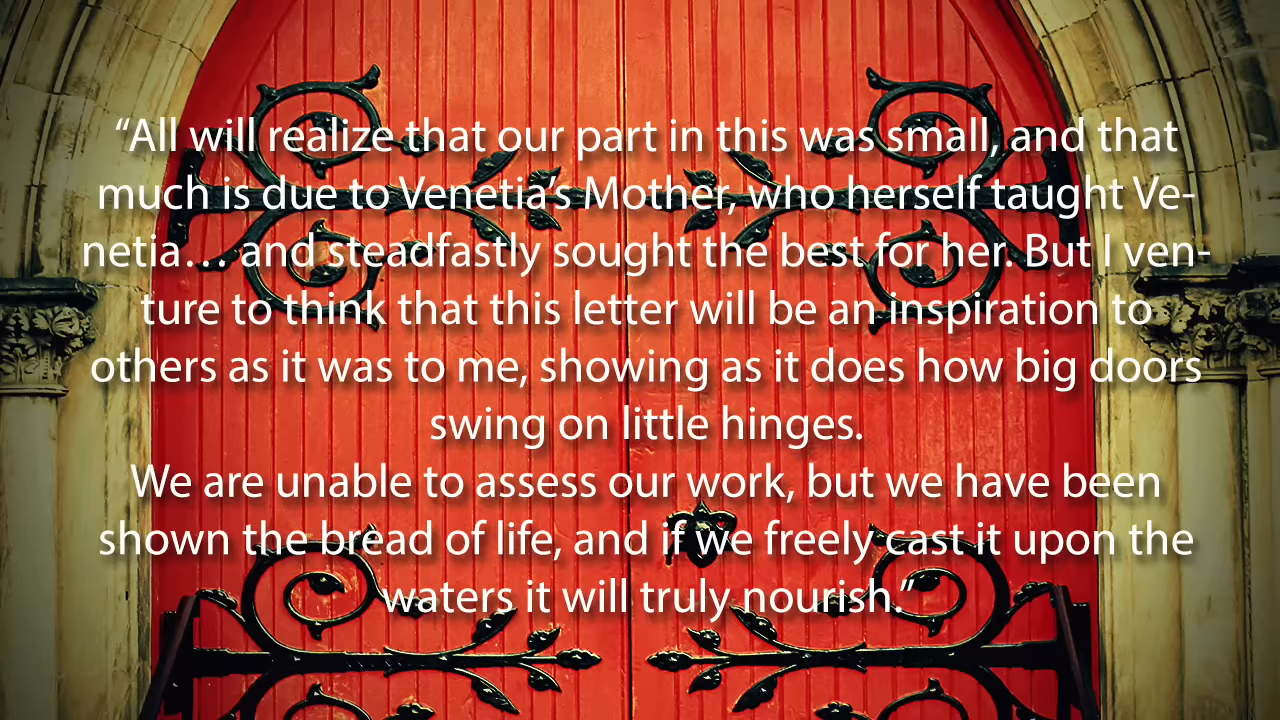 “All will realize that our part in this was small, and that
much is due to Venetia’s Mother, who herself taught Ve-
netia… and steadfastly sought the best for her. But I ven-
ture to think that this letter will be an inspiration to
others as it was to me, showing as it does how big doors
swing on little hinges.
We are unable to assess our work, but we have been
shown the bread of life, and if we freely cast it upon the
waters it will truly nourish.”